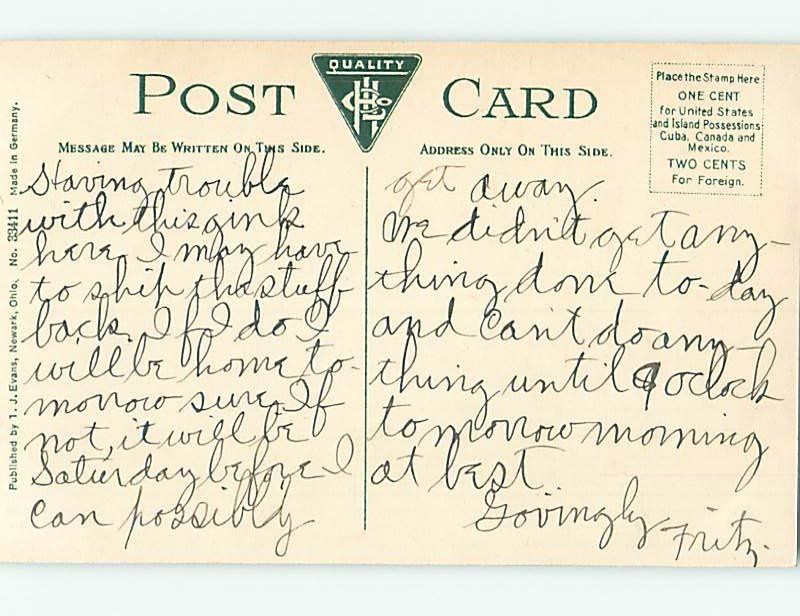 QUALITY
POST CARD
Place the Stamp Here
ONE CENT
for United States
and Island Possessions
Cuba, Canada and
Mexico.
TWO CENTS
For Foreign.
MESSAGE MAY BE WRITTEN ON THIS SIDE.
ADDRESS ONLY ON THIS SIDE.
Published by T. J. Evans, Newark, Ohio. No. 33411 Made in Germany.
Having trouble
with this gink
here. I may have
to ship the stuff
back. If I do I
will be home to-
morrow sure. If
not, it will be
Saturday before I
can possibly
get away.
We didn't get any-
thing done to-day
and can't do any-
thing until 9 oclock
tomorrow morning
at best.
Lovingly
Fritz.